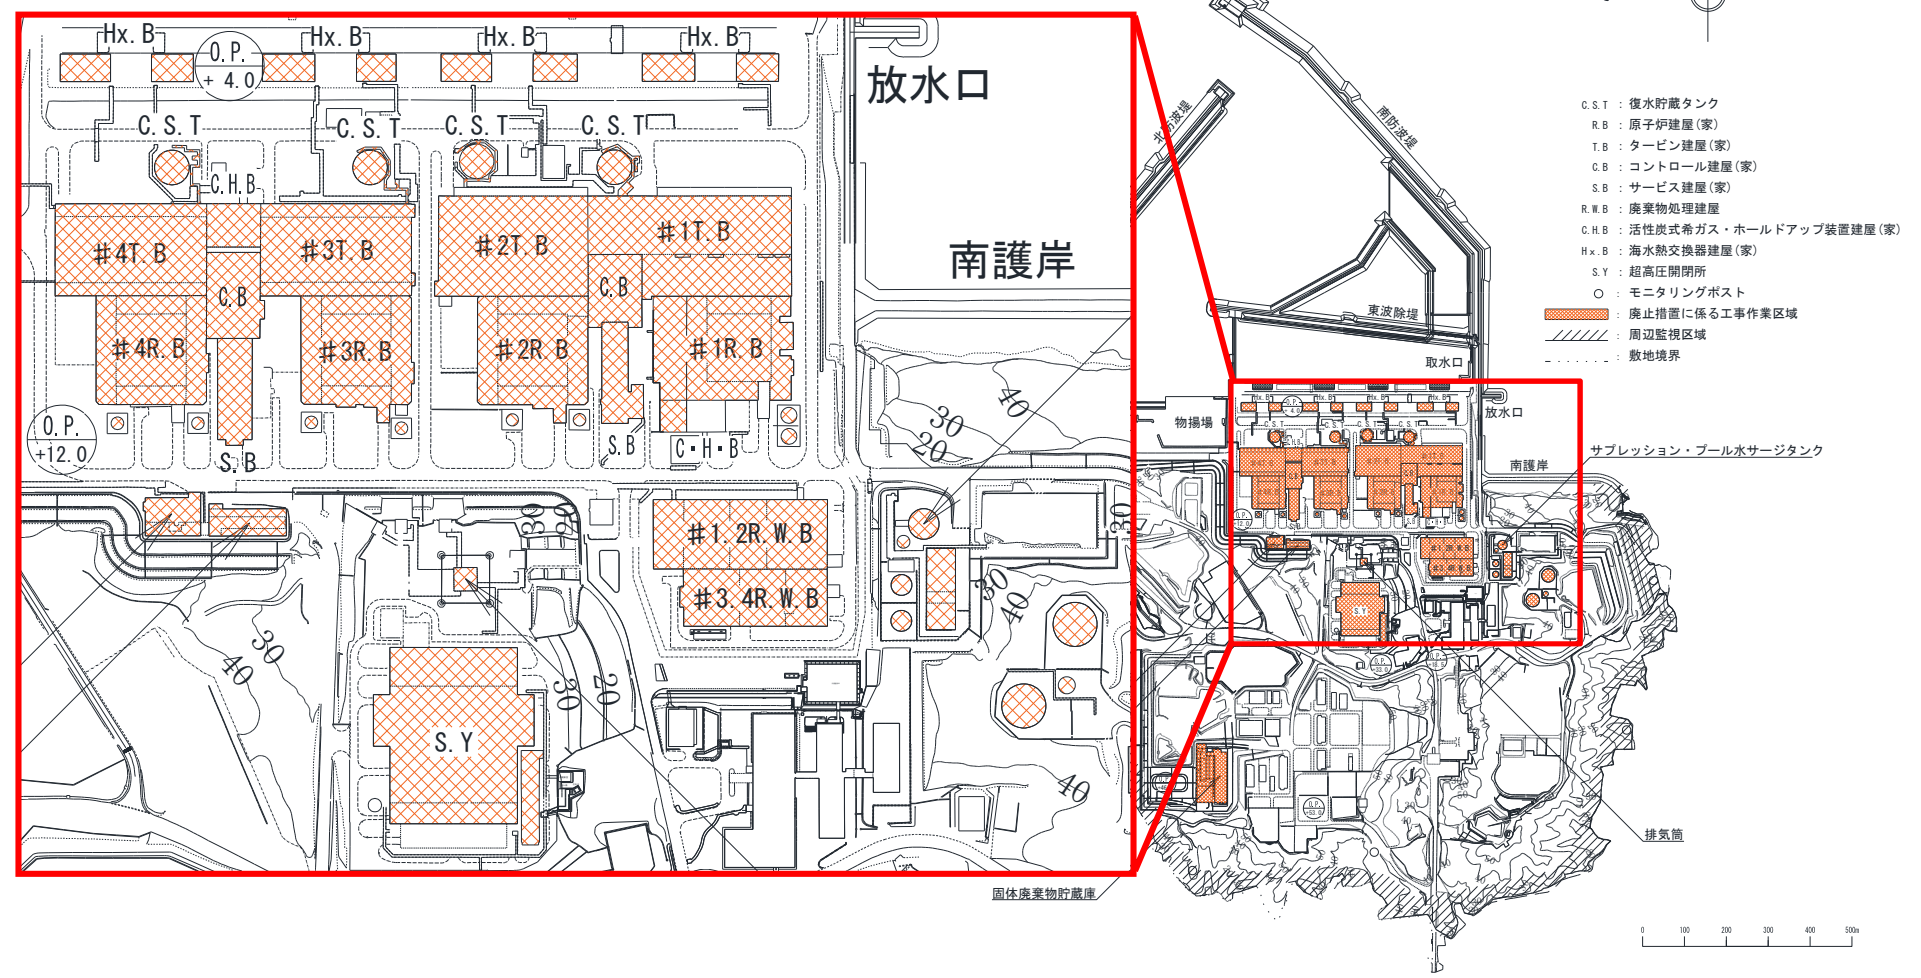 Hx.B
Hx.B
Hx.B
Hx.B
O.P.
+ 4.0
放水口
C.S.T
C.S.T
C.S.T
C.S.T
C.H.B
#4T.B
#3T.B
#2T.B
#1T.B
南護岸
C.B
C.B
#4R.B
#3R.B
#2R.B
#1R.B
O.P.
+12.0
S.B
S.B
C・H・B
40
30
20
30
20
30
#1.2R.W.B
#3.4R.W.B
30
40
30
40
20
30
S.Y
40
固体廃棄物貯蔵庫
北防波堤
南防波堤
東波除堤
取水口
物揚場
放水口
南護岸
サプレッション・プール水サージタンク
Hx.B
Hx.B
Hx.B
Hx.B
O.P.
+ 4.0
C.S.T
C.S.T
C.S.T
C.S.T
S.Y
O.P.
+53.0
排気筒
C.S.T : 復水貯蔵タンク
R.B : 原子炉建屋(家)
T.B : タービン建屋(家)
C.B : コントロール建屋(家)
S.B : サービス建屋(家)
R.W.B : 廃棄物処理建屋
C.H.B : 活性炭式希ガス・ホールドアップ装置建屋(家)
Hx.B : 海水熱交換器建屋(家)
S.Y : 超高圧開閉所
: モニタリングポスト
: 廃止措置に係る工事作業区域
: 周辺監視区域
: 敷地境界
0 100 200 300 400 500m